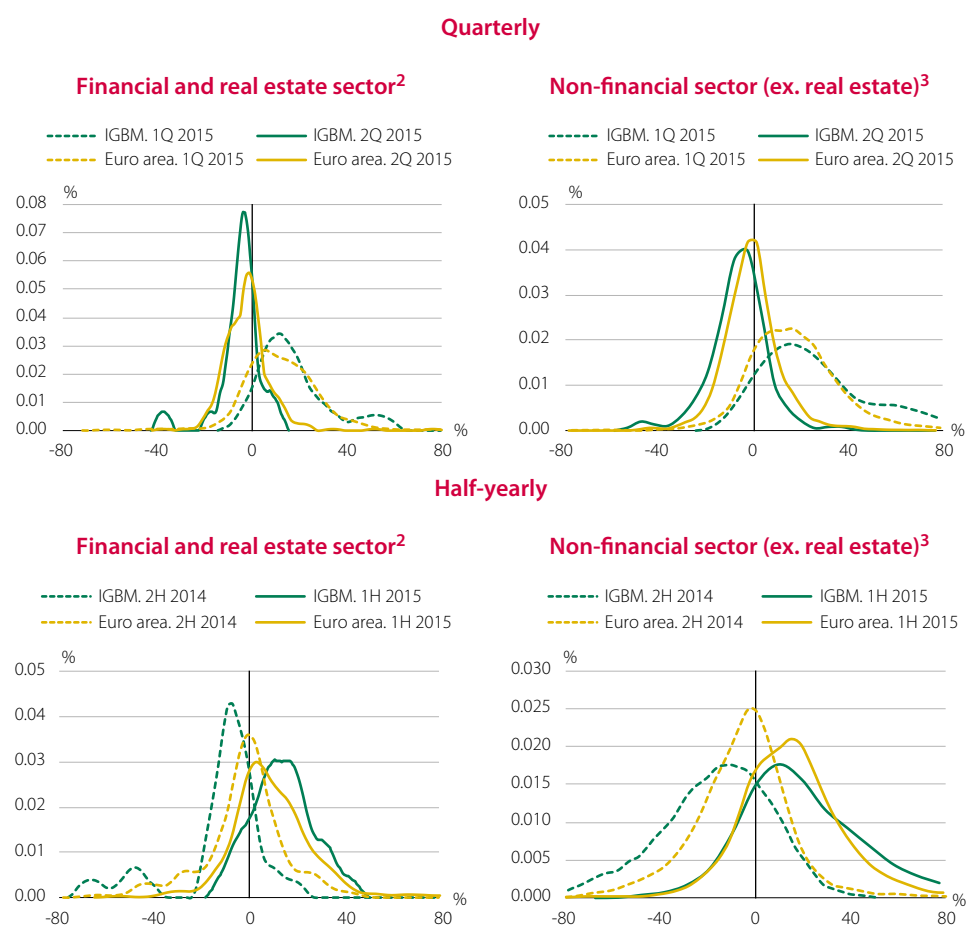 Quarterly
Financial and real estate sector2
IGBM. 1Q 2015 IGBM. 2Q 2015
Euro area. 1Q 2015 Euro area. 2Q 2015
%
0.08
0.07
0.06
0.05
0.04
0.03
0.02
0.01
0.00
%
-80 -40 0 40 80
Non-financial sector (ex. real estate)3
IGBM. 1Q 2015 IGBM. 2Q 2015
Euro area. 1Q 2015 Euro area. 2Q 2015
%
0.05
0.04
0.03
0.02
0.01
0.00
%
-80 -40 0 40 80
Half-yearly
Financial and real estate sector2
IGBM. 2H 2014 IGBM. 1H 2015
Euro area. 2H 2014 Euro area. 1H 2015
%
0.05
0.04
0.03
0.02
0.01
0.00
%
-80 -40 0 40 80
Non-financial sector (ex. real estate)3
IGBM. 2H 2014 IGBM. 1H 2015
Euro area. 2H 2014 Euro area. 1H 2015
%
0.030
0.025
0.020
0.015
0.010
0.005
0.000
%
-80 -40 0 40 80